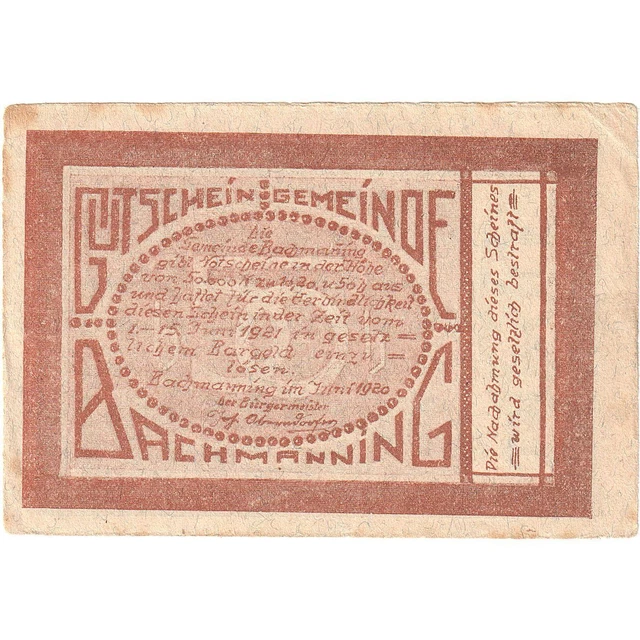 GUTSCHEIN GEMEINDE
Die
Gemeinde Bachmanning
gibt Notscheine in der Höhe
von 50.000 K zu 10, 20, u 50 h aus
und haftet für die Verbindlichkeit
diesen Schein in der Zeit vom
1.–15. Juni 1921 in gesetz=
lichem Bargeld einzu=
lösen.
Bachmanning im Juni 1920
der Bürgermeister
BACHMANNING
Die Nachahmung dieses Scheines
wird gesetzlich bestraft